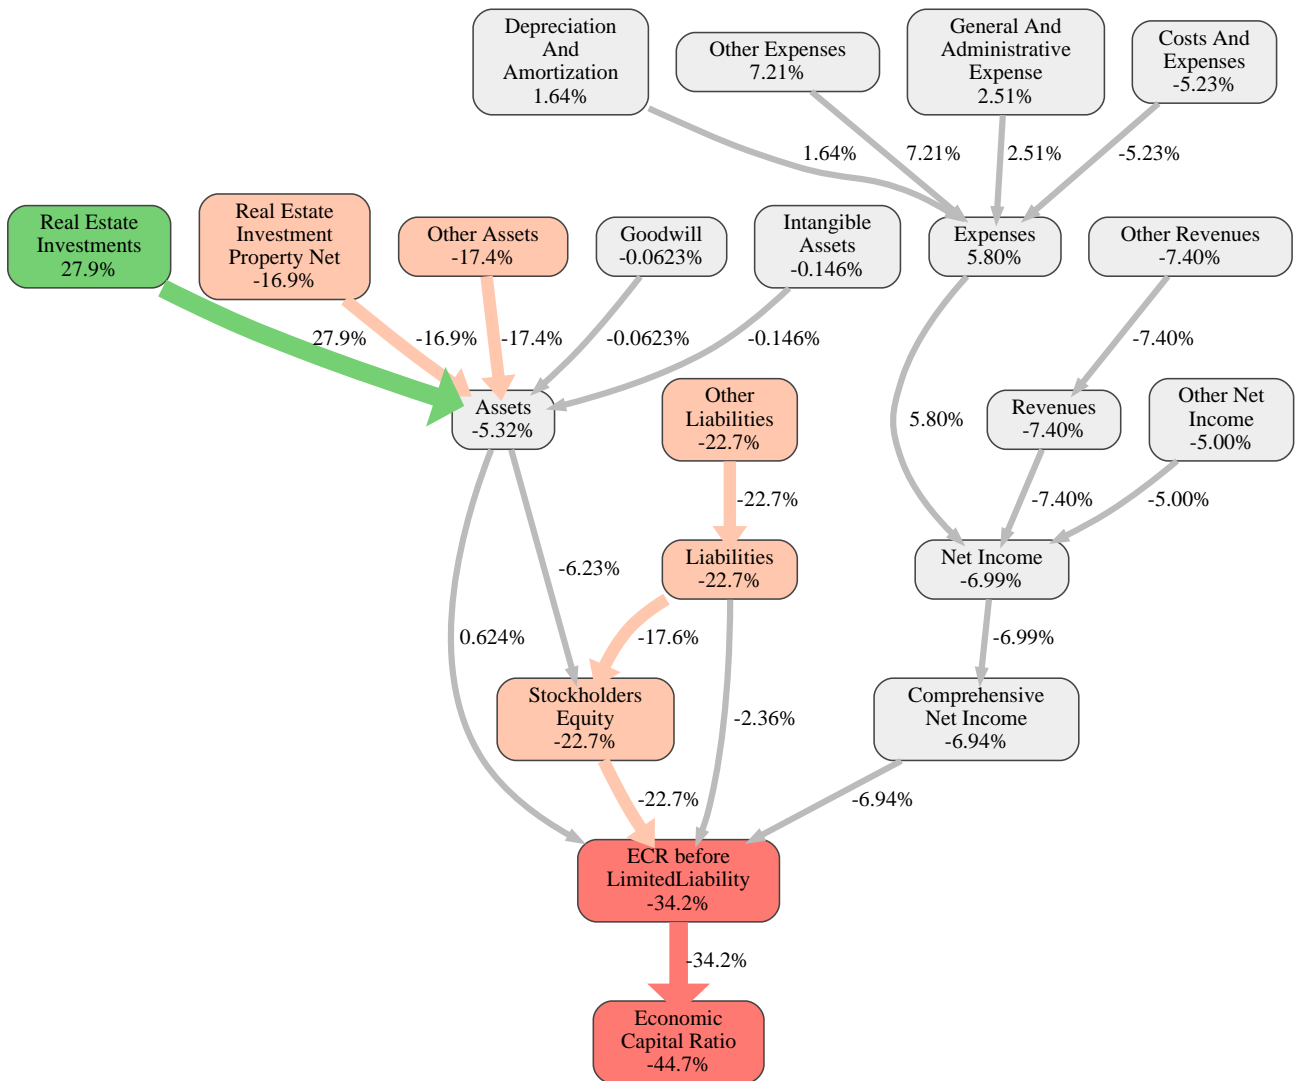 Depreciation
And
Amortization
1.64%
Other Expenses
7.21%
General And
Administrative
Expense
2.51%
Costs And
Expenses
-5.23%
1.64%
7.21%
2.51%
-5.23%
Real Estate
Investments
27.9%
Real Estate
Investment
Property Net
-16.9%
Other Assets
-17.4%
Goodwill
-0.0623%
Intangible
Assets
-0.146%
Expenses
5.80%
Other Revenues
-7.40%
27.9%
-16.9%
-17.4%
-0.0623%
-0.146%
-7.40%
Assets
-5.32%
Other
Liabilities
-22.7%
5.80%
Revenues
-7.40%
Other Net
Income
-5.00%
-22.7%
-7.40%
-5.00%
-6.23%
Liabilities
-22.7%
Net Income
-6.99%
0.624%
-17.6%
-6.99%
Stockholders
Equity
-22.7%
-2.36%
Comprehensive
Net Income
-6.94%
-22.7%
-6.94%
ECR before
LimitedLiability
-34.2%
-34.2%
Economic
Capital Ratio
-44.7%